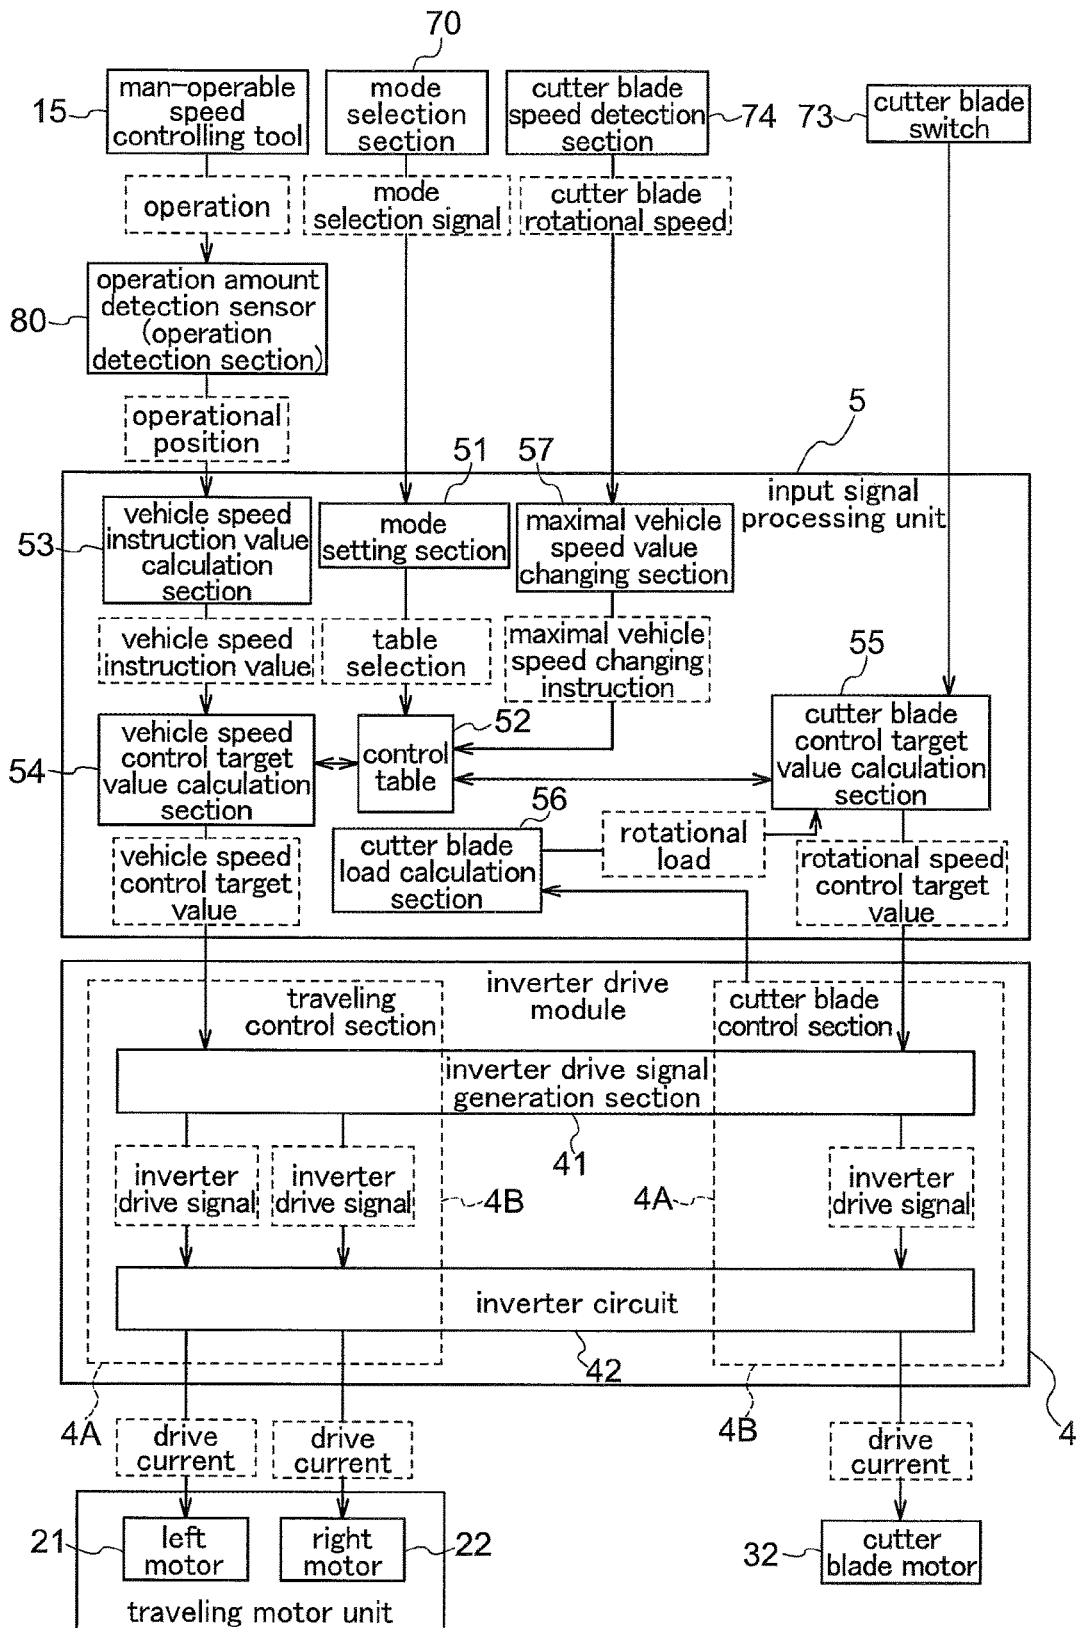 70
man-operable
speed
controlling tool
15
mode
selection
section
cutter blade
speed detection
section
74
73
cutter blade
switch
operation
mode
selection signal
cutter blade
rotational speed
operation amount
detection sensor
(operation
detection section)
80
operational
position
5
51
57
input signal
processing unit
53
vehicle speed
instruction value
calculation
section
mode
setting section
maximal vehicle
speed value
changing section
vehicle speed
instruction value
table
selection
maximal vehicle
speed changing
instruction
55
52
54
vehicle speed
control target
value calculation
section
control
table
cutter blade
control target
value calculation
section
56
vehicle speed
control target
value
cutter blade
load calculation
section
rotational
load
rotational speed
control target
value
traveling
control section
inverter drive
module
cutter blade
control section
inverter drive signal
generation section
41
inverter
drive signal
inverter
drive signal
4B
4A
inverter
drive signal
inverter circuit
42
4A
4B
4
drive
current
drive
current
drive
current
21
left
motor
right
motor
22
32
cutter
blade motor
traveling motor unit